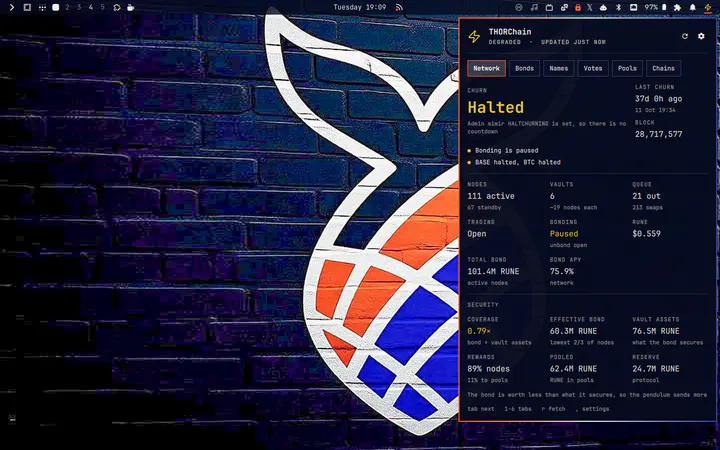 2 3 4 5
Tuesday 19:09
97%
THORChain
DEGRADED · UPDATED JUST NOW
Network Bonds Names Votes Pools Chains
CHURN
Halted
Admin mimir HALTCHURNING is set, so there is no countdown
LAST CHURN
37d 0h ago
11 Oct 19:34
BLOCK
28,717,577
Bonding is paused
BASE halted, BTC halted
NODES VAULTS QUEUE
111 active 6 21 out
67 standby ~19 nodes each 213 swaps
TRADING BONDING RUNE
Open Paused $0.559
unbond open
TOTAL BOND BOND APY
101.4M RUNE 75.9%
active nodes network
SECURITY
COVERAGE EFFECTIVE BOND VAULT ASSETS
0.79× 60.3M RUNE 76.5M RUNE
bond ÷ vault assets lowest 2/3 of nodes what the bond secures
REWARDS POOLED RESERVE
89% nodes 62.4M RUNE 24.7M RUNE
11% to pools RUNE in pools protocol
The bond is worth less than what it secures, so the pendulum sends more
tab next 1-6 tabs r fetch , settings